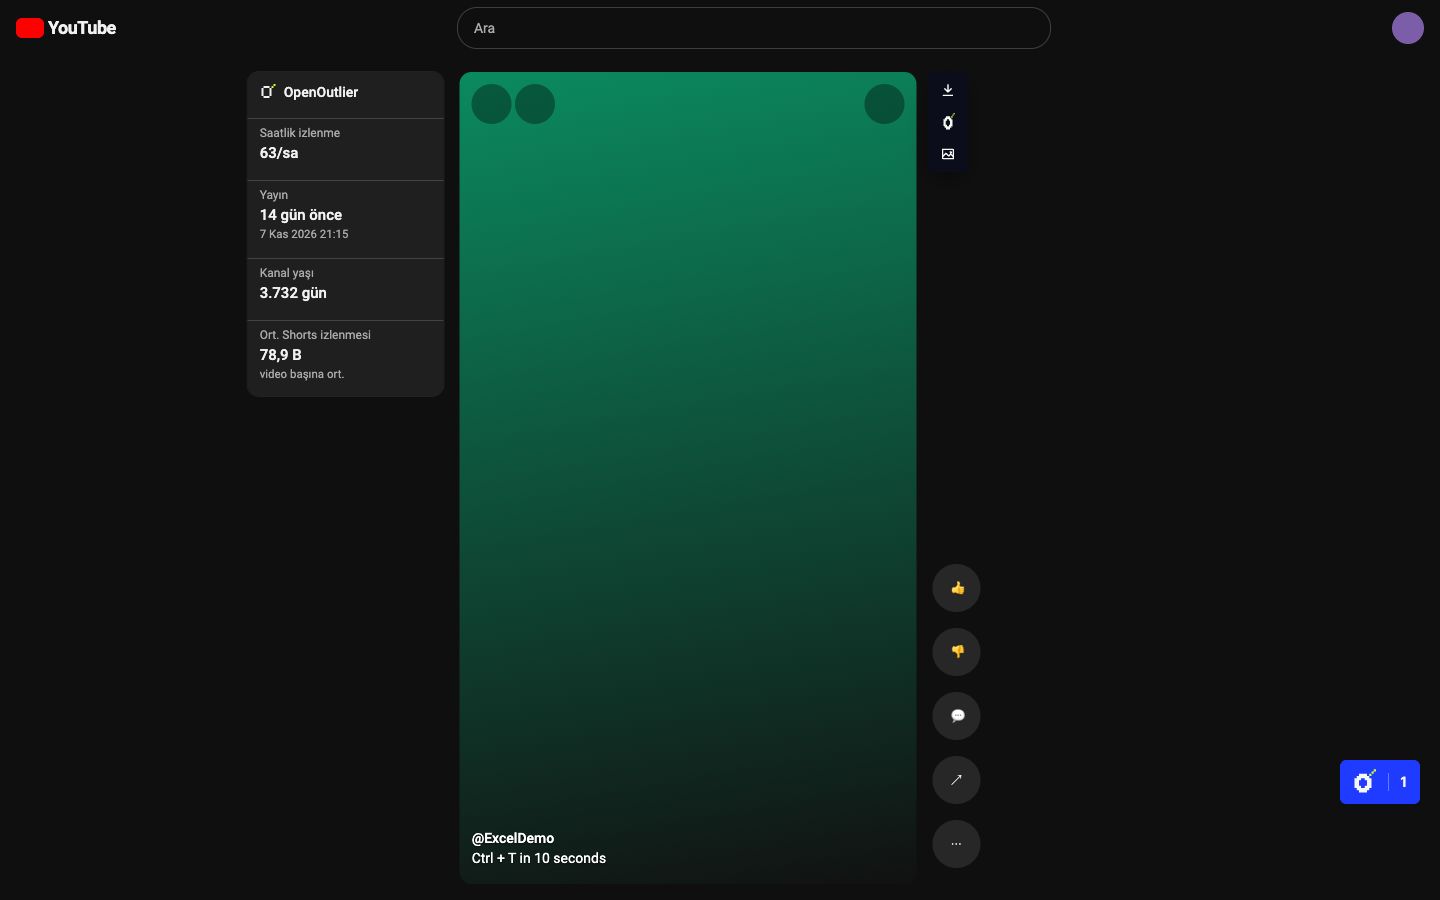 YouTube
Ara
OpenOutlier
Saatlik izlenme
63/sa
Yayın
14 gün önce
7 Kas 2026 21:15
Kanal yaşı
3.732 gün
Ort. Shorts izlenmesi
78,9 B
video başına ort.
@ExcelDemo
Ctrl + T in 10 seconds
1